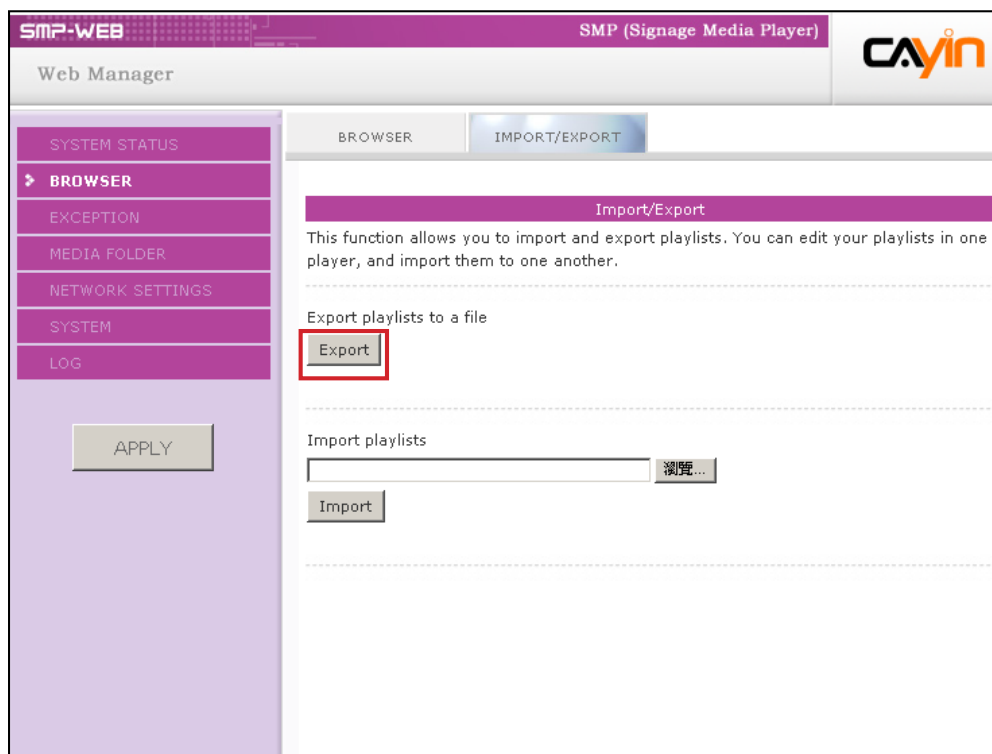 SMP-WEB
SMP (Signage Media Player)
CAYIN
Web Manager
SYSTEM STATUS
BROWSER
EXCEPTION
MEDIA FOLDER
NETWORK SETTINGS
SYSTEM
LOG
APPLY
BROWSER
IMPORT/EXPORT
Import/Export
This function allows you to import and export playlists. You can edit your playlists in one
player, and import them to one another.
Export playlists to a file
Export
Import playlists
瀏覽...
Import